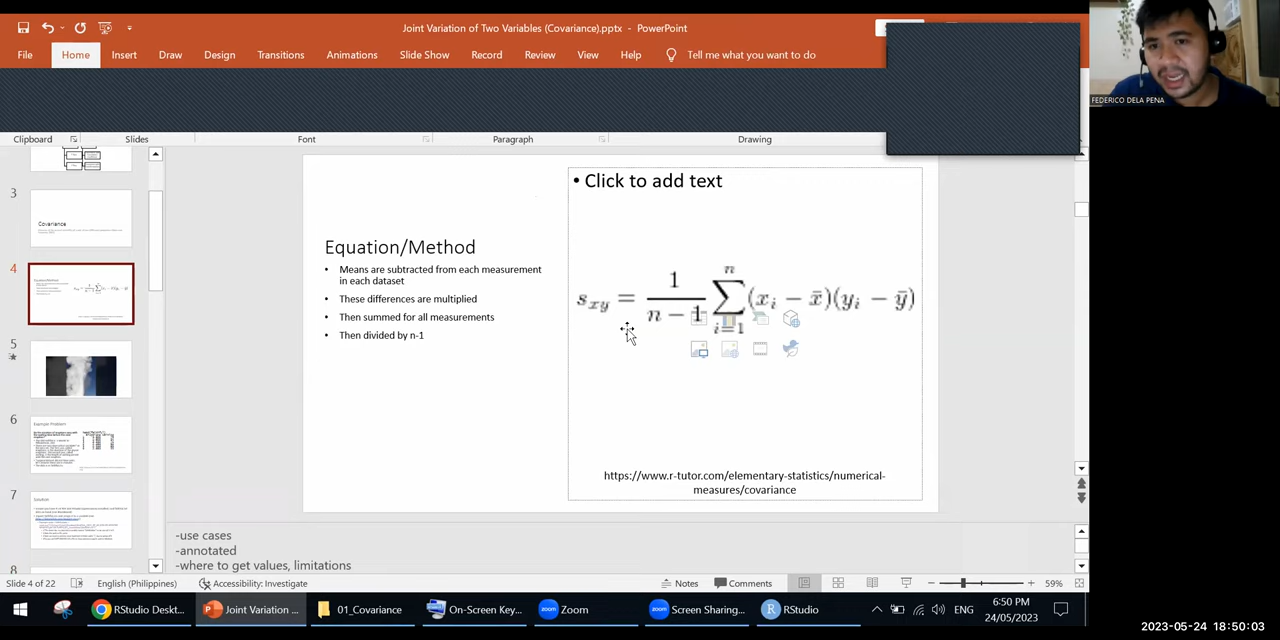 Joint Variation of Two Variables (Covariance).pptx - PowerPoint
File Home Insert Draw Design Transitions Animations Slide Show Record Review View Help Tell me what you want to do
FEDERICO DELA PENA
Clipboard Slides Font Paragraph Drawing
3
Covariance
4
5
6
Example Problem
7
Solution
8
Equation/Method
• Means are subtracted from each measurement
in each dataset
• These differences are multiplied
• Then summed for all measurements
• Then divided by n-1
• Click to add text
s_xy = 1/(n − 1) ∑_{i=1}^{n} (x_i − x̄)(y_i − ȳ)
https://www.r-tutor.com/elementary-statistics/numerical-
measures/covariance
-use cases
-annotated
-where to get values, limitations
Slide 4 of 22 English (Philippines) Accessibility: Investigate Notes Comments 59%
RStudio Deskt... Joint Variation ... 01_Covariance On-Screen Key... Zoom Screen Sharing... RStudio ENG 6:50 PM
24/05/2023
2023-05-24 18:50:03